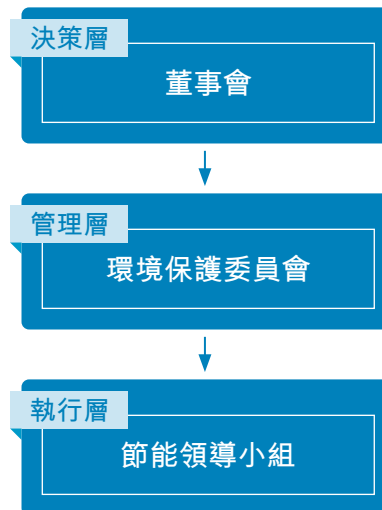 決策層
董事會
管理層
環境保護委員會
執行層
節能領導小組